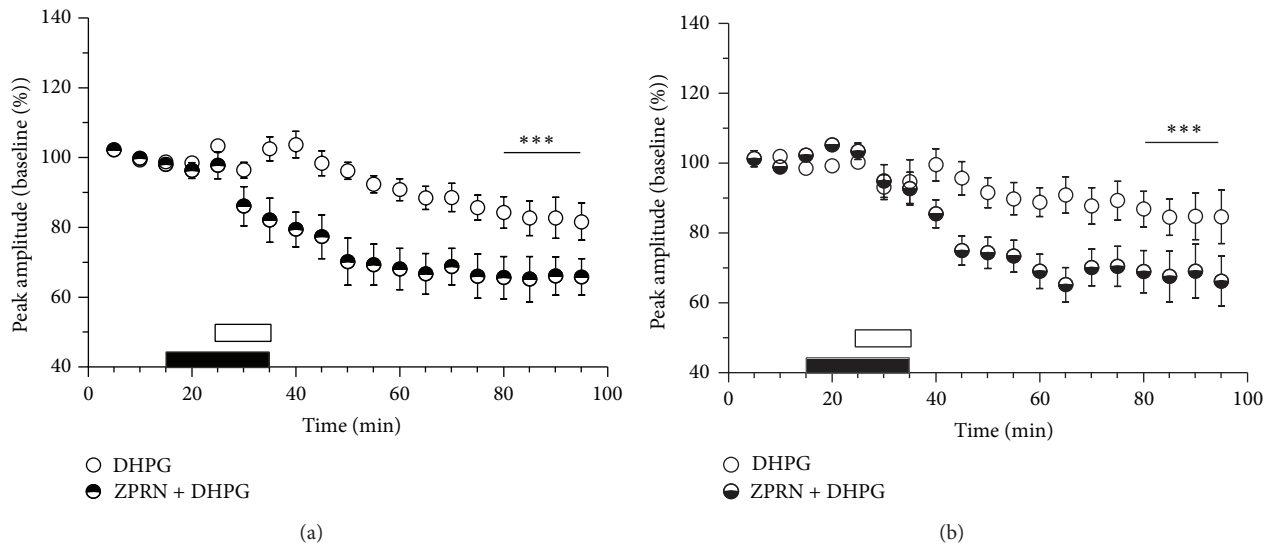 140
120
100
80
60
40
Peak amplitude (baseline (%))
***
0 20 40 60 80 100
Time (min)
DHPG
ZPRN + DHPG
(a)
140
120
100
80
60
40
Peak amplitude (baseline (%))
***
0 20 40 60 80 100
Time (min)
DHPG
ZPRN + DHPG
(b)